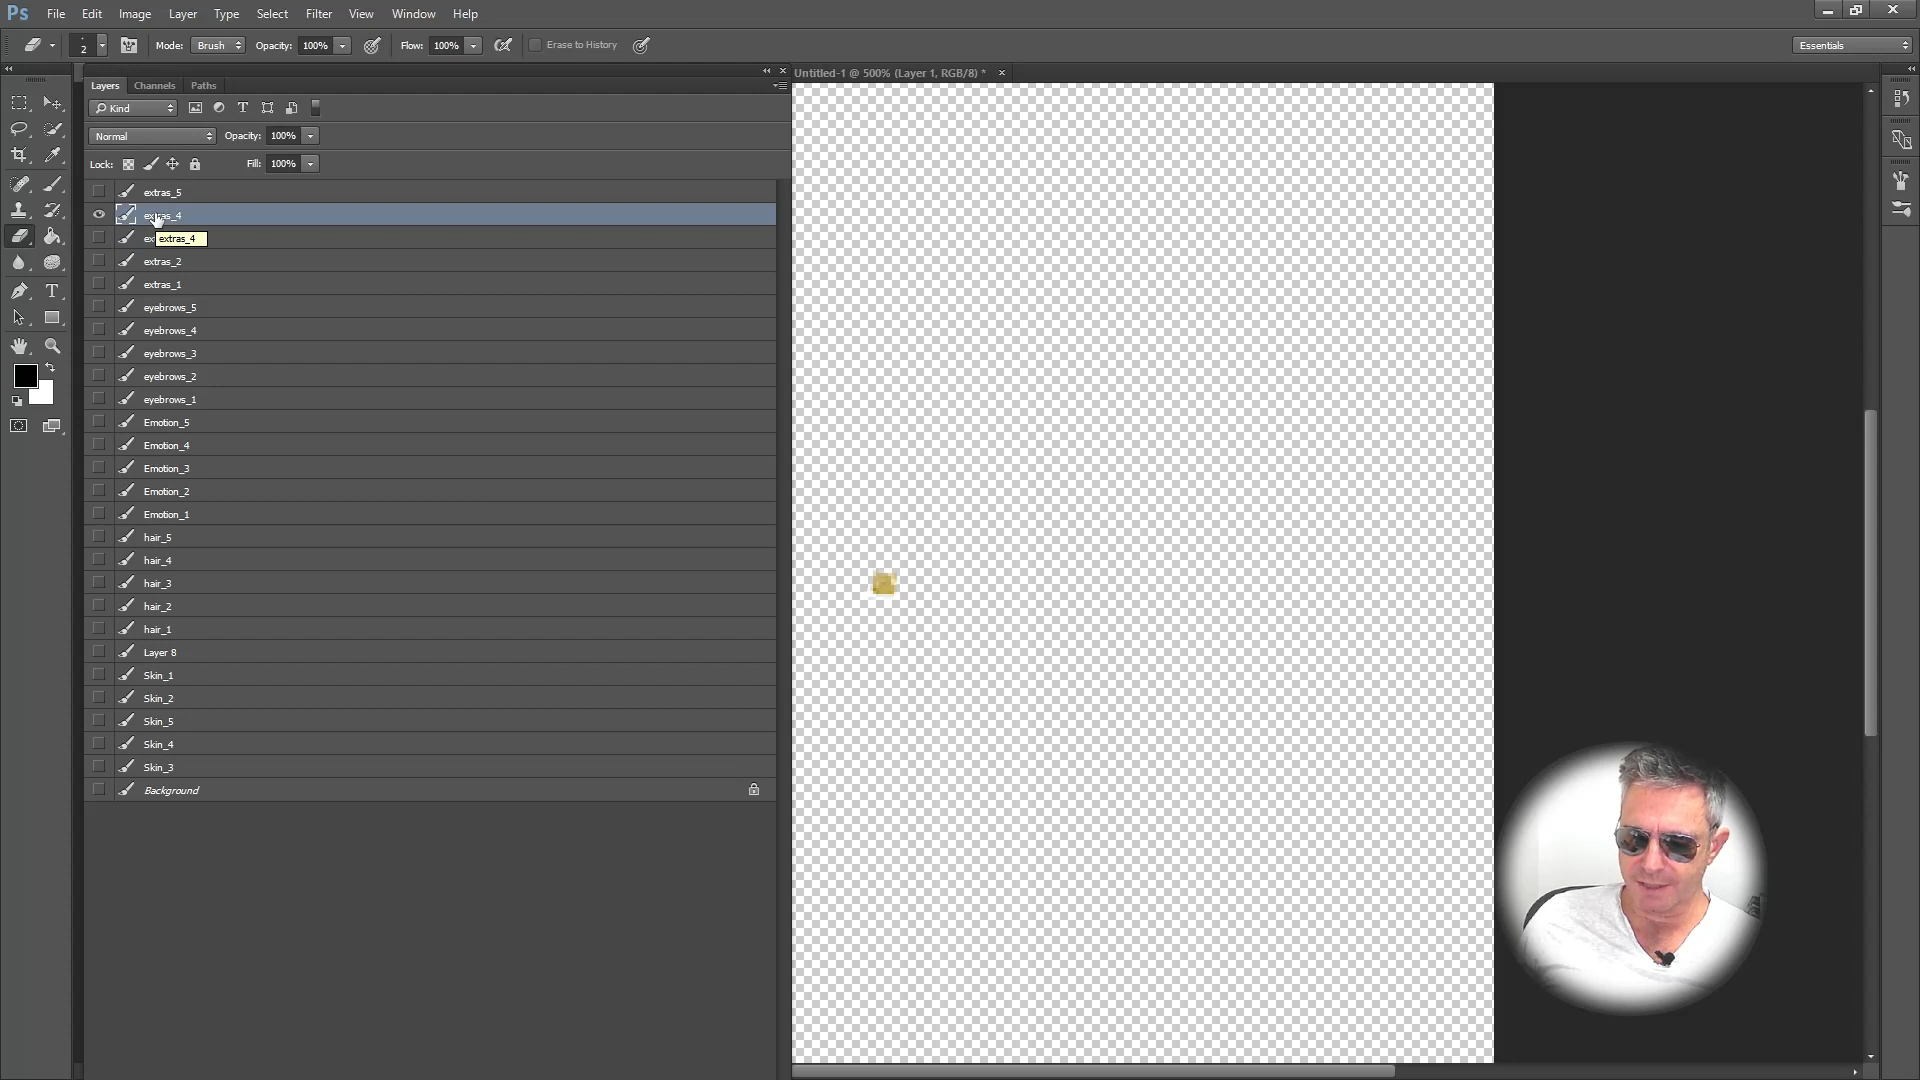 Ps File Edit Image Layer Type Select Filter View Window Help
2 Mode: Brush Opacity: 100% Flow: 100% Erase to History Essentials
Layers Channels Paths
Untitled-1 @ 500% (Layer 1, RGB/8) *
Kind T
Normal Opacity: 100%
Lock: Fill: 100%
extras_5
extras_4
extras_4
extras_2
extras_1
eyebrows_5
eyebrows_4
eyebrows_3
eyebrows_2
eyebrows_1
Emotion_5
Emotion_4
Emotion_3
Emotion_2
Emotion_1
hair_5
hair_4
hair_3
hair_2
hair_1
Layer 8
Skin_1
Skin_2
Skin_5
Skin_4
Skin_3
Background